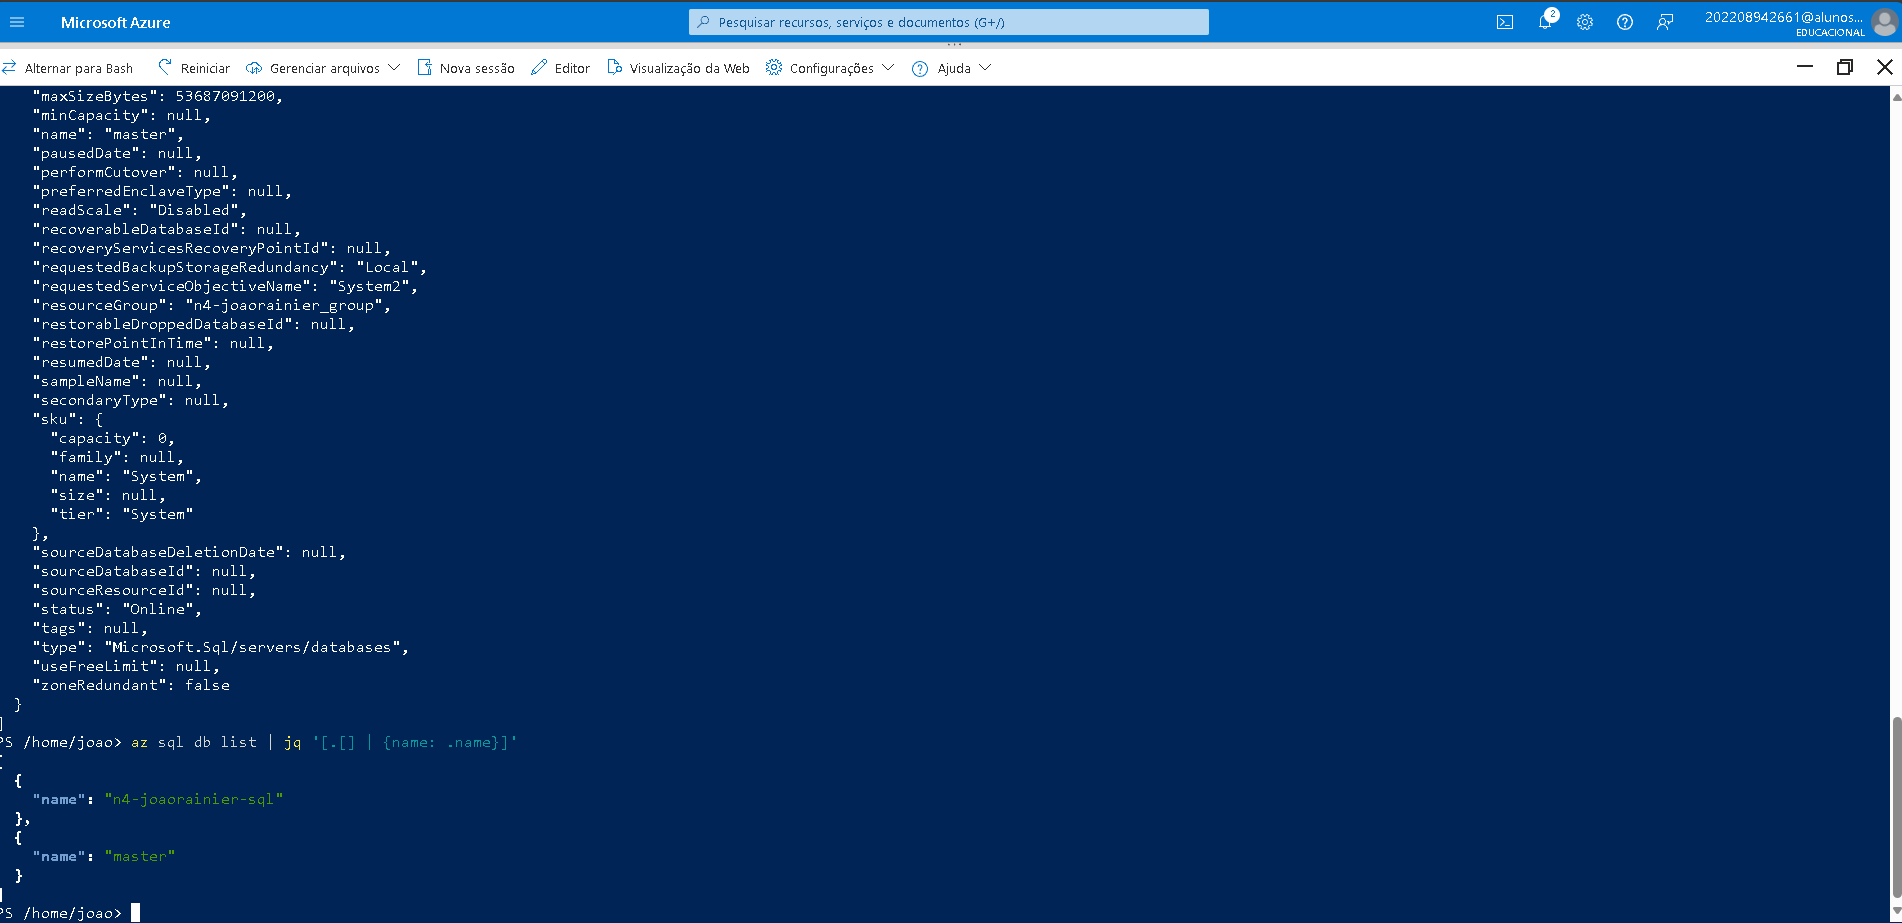 Microsoft Azure
Pesquisar recursos, serviços e documentos (G+/)
2
202208942661@alunos...
EDUCACIONAL
Alternar para Bash
Reiniciar
Gerenciar arquivos
Nova sessão
Editor
Visualização da Web
Configurações
Ajuda
"maxSizeBytes": 53687091200,
"minCapacity": null,
"name": "master",
"pausedDate": null,
"performCutover": null,
"preferredEnclaveType": null,
"readScale": "Disabled",
"recoverableDatabaseId": null,
"recoveryServicesRecoveryPointId": null,
"requestedBackupStorageRedundancy": "Local",
"requestedServiceObjectiveName": "System2",
"resourceGroup": "n4-joaorainier_group",
"restorableDroppedDatabaseId": null,
"restorePointInTime": null,
"resumedDate": null,
"sampleName": null,
"secondaryType": null,
"sku": {
"capacity": 0,
"family": null,
"name": "System",
"size": null,
"tier": "System"
},
"sourceDatabaseDeletionDate": null,
"sourceDatabaseId": null,
"sourceResourceId": null,
"status": "Online",
"tags": null,
"type": "Microsoft.Sql/servers/databases",
"useFreeLimit": null,
"zoneRedundant": false
}
]
PS /home/joao> az sql db list | jq '[.[] | {name: .name}]'
[
{
"name": "n4-joaorainier-sql"
},
{
"name": "master"
}
]
PS /home/joao>